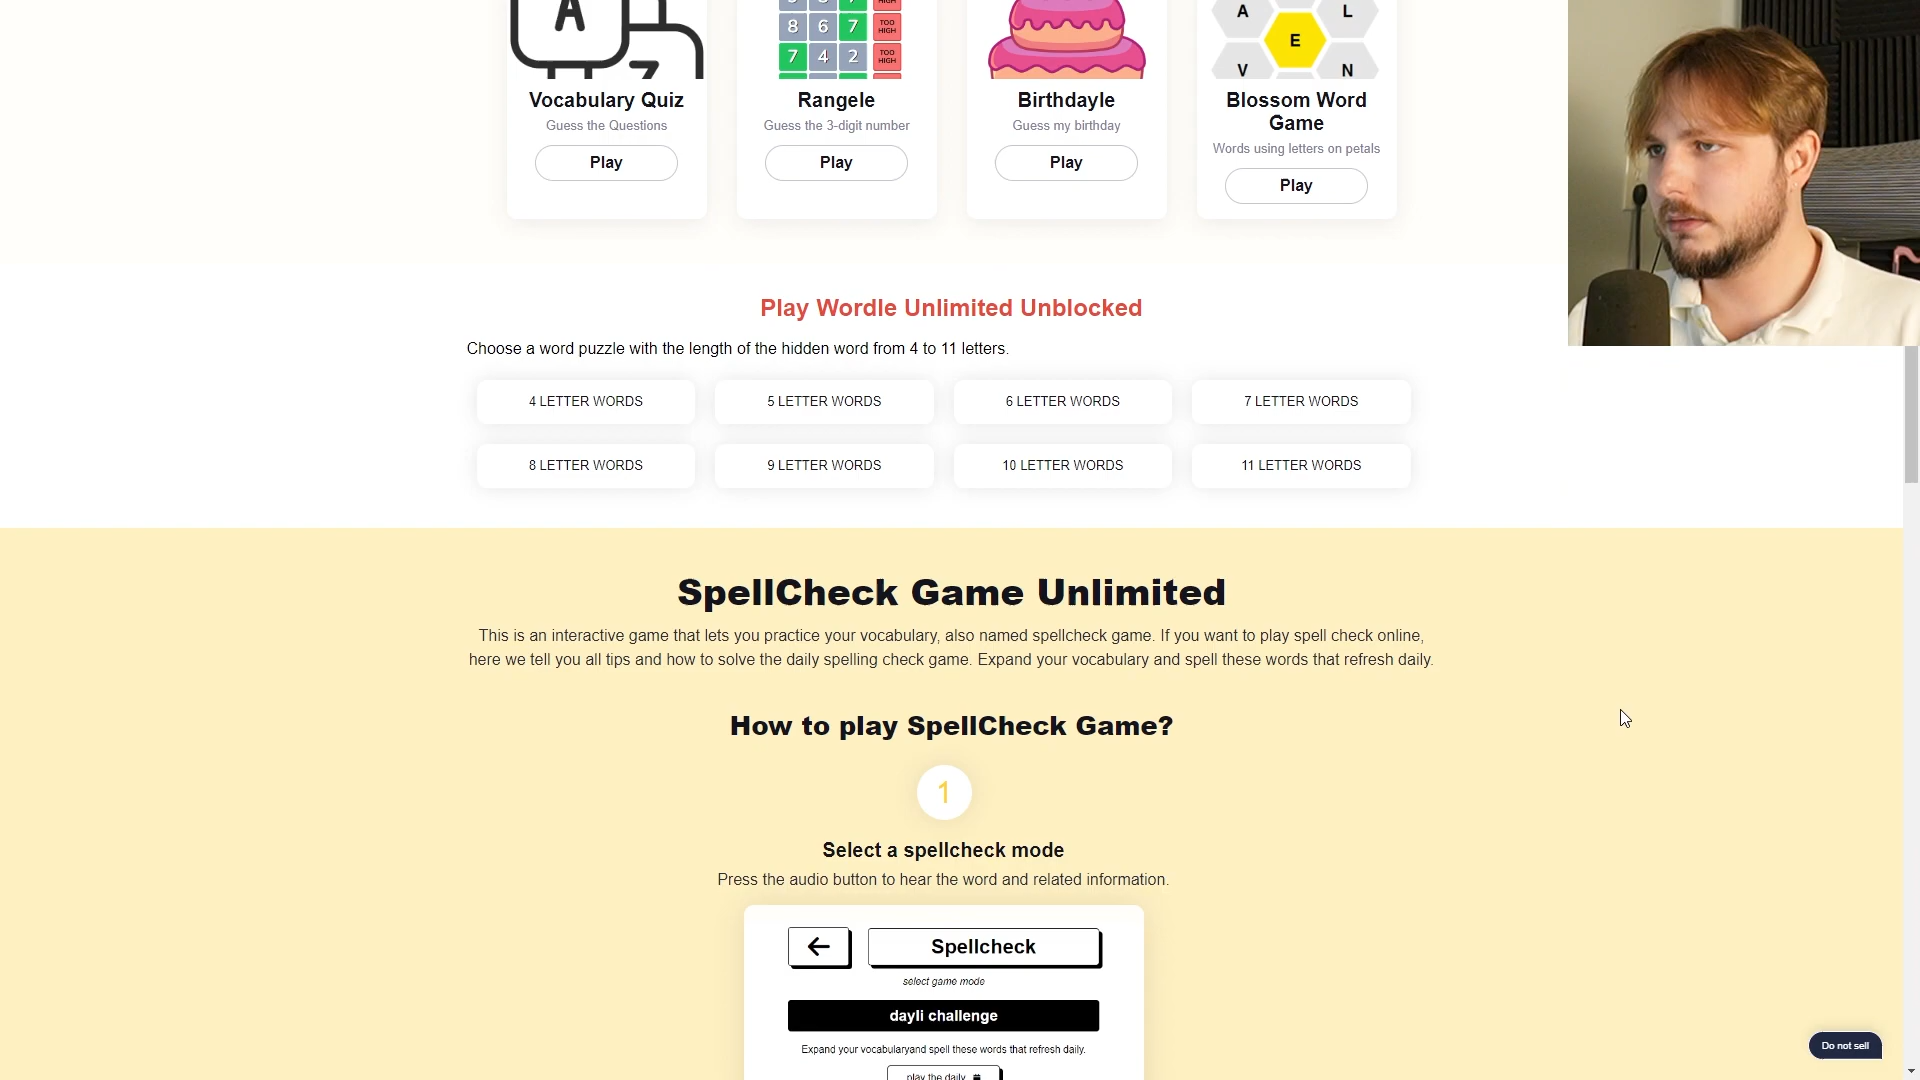 A
8 6 7 TOO HIGH
7 4 2 TOO HIGH
A L
E
V N
Vocabulary Quiz
Guess the Questions
Play
Rangele
Guess the 3-digit number
Play
Birthdayle
Guess my birthday
Play
Blossom Word
Game
Words using letters on petals
Play
Play Wordle Unlimited Unblocked
Choose a word puzzle with the length of the hidden word from 4 to 11 letters.
4 LETTER WORDS
5 LETTER WORDS
6 LETTER WORDS
7 LETTER WORDS
8 LETTER WORDS
9 LETTER WORDS
10 LETTER WORDS
11 LETTER WORDS
SpellCheck Game Unlimited
This is an interactive game that lets you practice your vocabulary, also named spellcheck game. If you want to play spell check online,
here we tell you all tips and how to solve the daily spelling check game. Expand your vocabulary and spell these words that refresh daily.
How to play SpellCheck Game?
1
Select a spellcheck mode
Press the audio button to hear the word and related information.
Spellcheck
select game mode
dayli challenge
Expand your vocabularyand spell these words that refresh daily.
play the daily
Do not sell